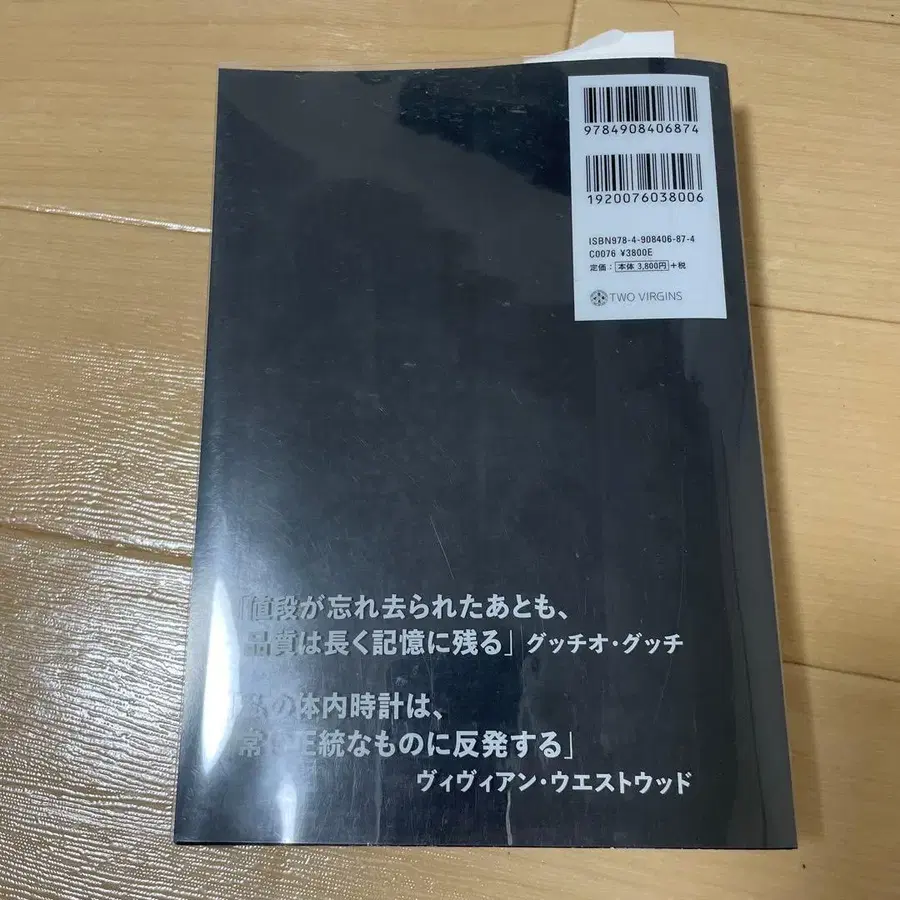 9784908406874
1920076038006
ISBN978-4-908406-87-4
C0076 ¥3800E
定価：本体 3,800円+税
TWO VIRGINS
「値段が忘れ去られたあとも、
品質は長く記憶に残る」グッチオ・グッチ
「私の体内時計は、
常に正統なものに反発する」
ヴィヴィアン・ウエストウッド